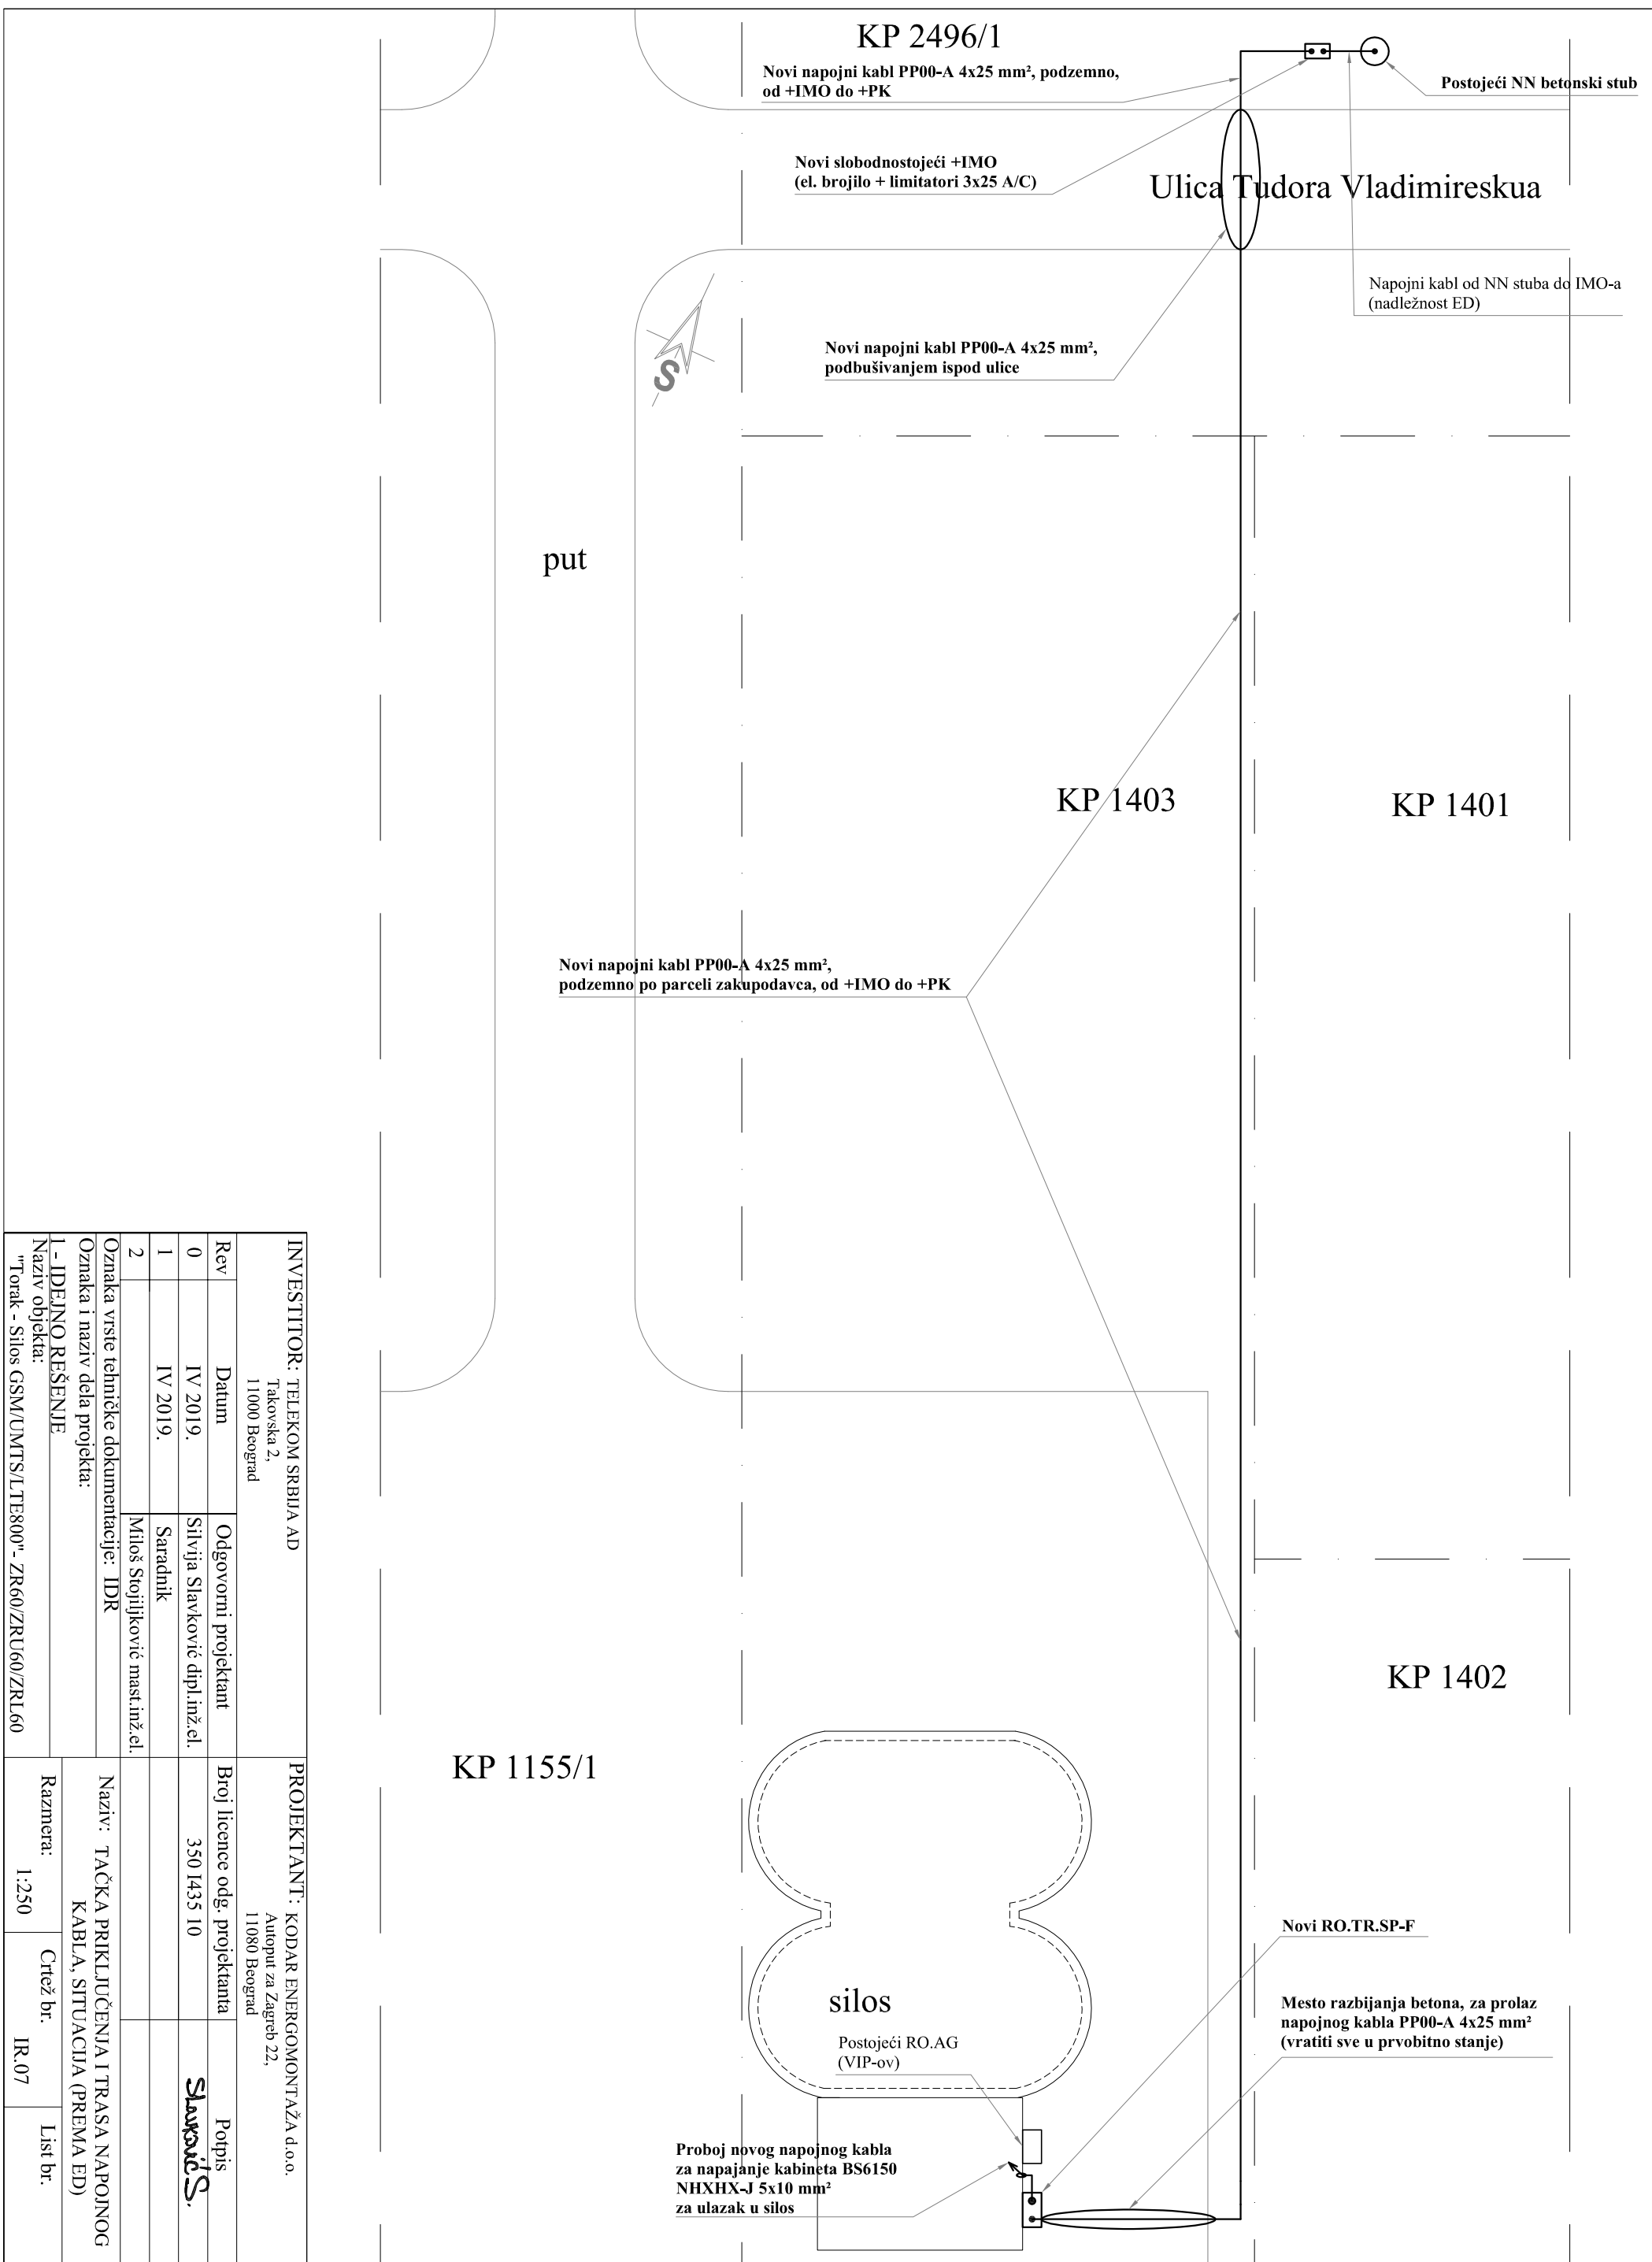 KP 2496/1
Novi napojni kabl PP00-A 4x25 mm², podzemno,
od +IMO do +PK
Postojeći NN betonski stub
Novi slobodnostojeći +IMO
(el. brojilo + limitatori 3x25 A/C)
Ulica Tudora Vladimireskua
Napojni kabl od NN stuba do IMO-a
(nadležnost ED)
Novi napojni kabl PP00-A 4x25 mm²,
podbušivanjem ispod ulice
S
put
KP 1403
KP 1401
Novi napojni kabl PP00-A 4x25 mm²,
podzemno po parceli zakupodavca, od +IMO do +PK
KP 1402
KP 1155/1
Novi RO.TR.SP-F
silos
Mesto razbijanja betona, za prolaz
napojnog kabla PP00-A 4x25 mm²
(vratiti sve u prvobitno stanje)
Postojeći RO.AG
(VIP-ov)
Proboj novog napojnog kabla
za napajanje kabineta BS6150
NHXHX-J 5x10 mm²
za ulazak u silos
INVESTITOR: TELEKOM SRBIJA AD
Takovska 2,
11000 Beograd
PROJEKTANT: KODAR ENERGOMONTAŽA d.o.o.
Autoput za Zagreb 22,
11080 Beograd
Rev Datum Odgovorni projektant Broj licence odg. projektanta Potpis
0 IV 2019. Silvija Slavković dipl.inž.el. 350 I435 10 Slavković S.
1 IV 2019. Saradnik
2 Miloš Stojiljković mast.inž.el.
Oznaka vrste tehničke dokumentacije: IDR
Oznaka i naziv dela projekta:
1 - IDEJNO REŠENJE
Naziv: TAČKA PRIKLJUČENJA I TRASA NAPOJNOG
KABLA, SITUACIJA (PREMA ED)
Naziv objekta:
"Torak - Silos GSM/UMTS/LTE800"- ZR60/ZRU60/ZRL60
Razmera:
1:250
Crtež br.
IR.07
List br.